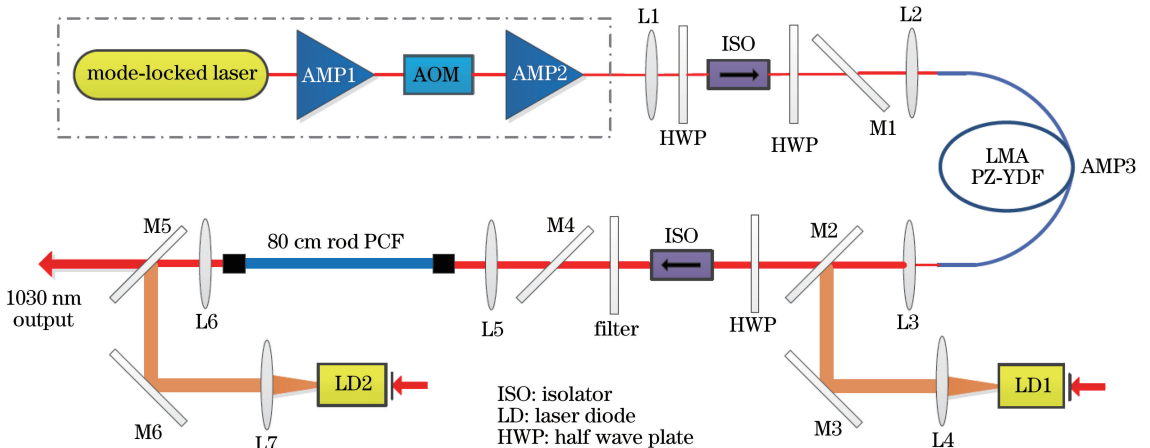 L1
L2
ISO
mode-locked laser
AMP1
AOM
AMP2
HWP
HWP
M1
LMA
PZ-YDF
AMP3
M5
80 cm rod PCF
M4
ISO
M2
1030 nm
output
L6
L5
filter
HWP
L3
LD2
LD1
ISO: isolator
LD: laser diode
HWP: half wave plate
M6
L7
M3
L4